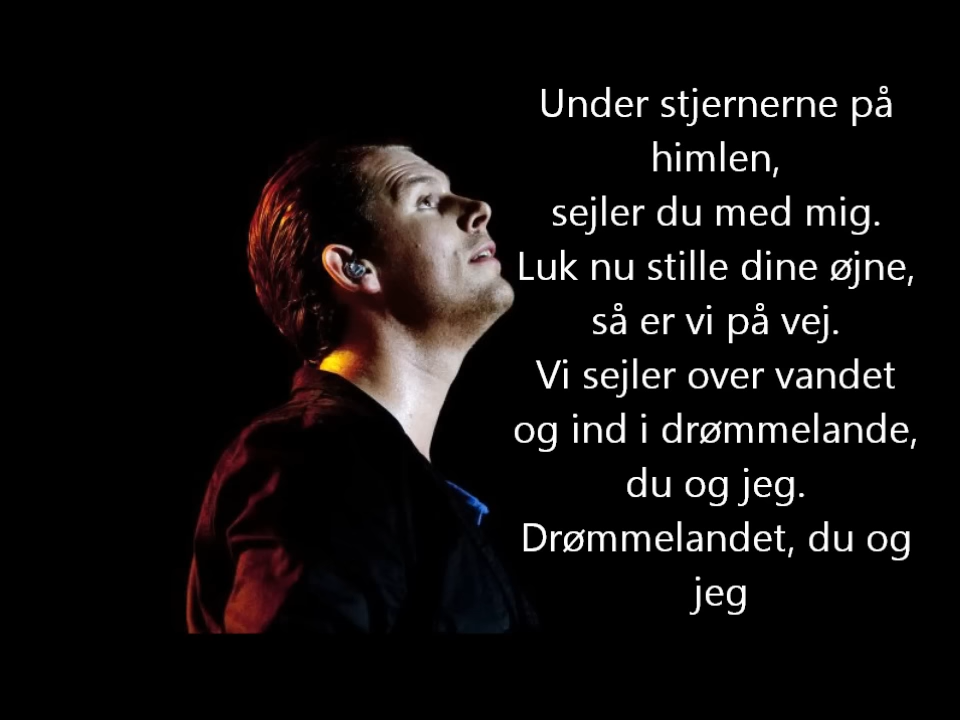 Under stjernerne på
himlen,
sejler du med mig.
Luk nu stille dine øjne,
så er vi på vej.
Vi sejler over vandet
og ind i drømmelande,
du og jeg.
Drømmelandet, du og
jeg